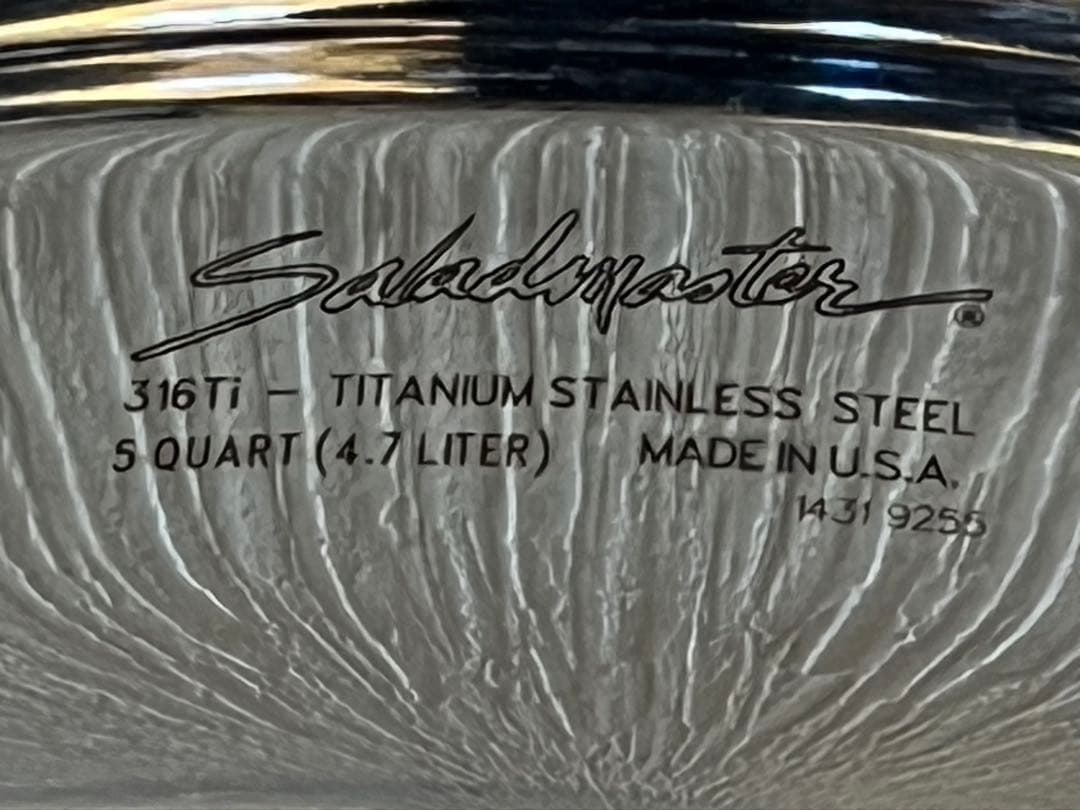 Saladmaster®
316Ti – TITANIUM STAINLESS STEEL
5 QUART (4.7 LITER) MADE IN U.S.A.
1431 9255